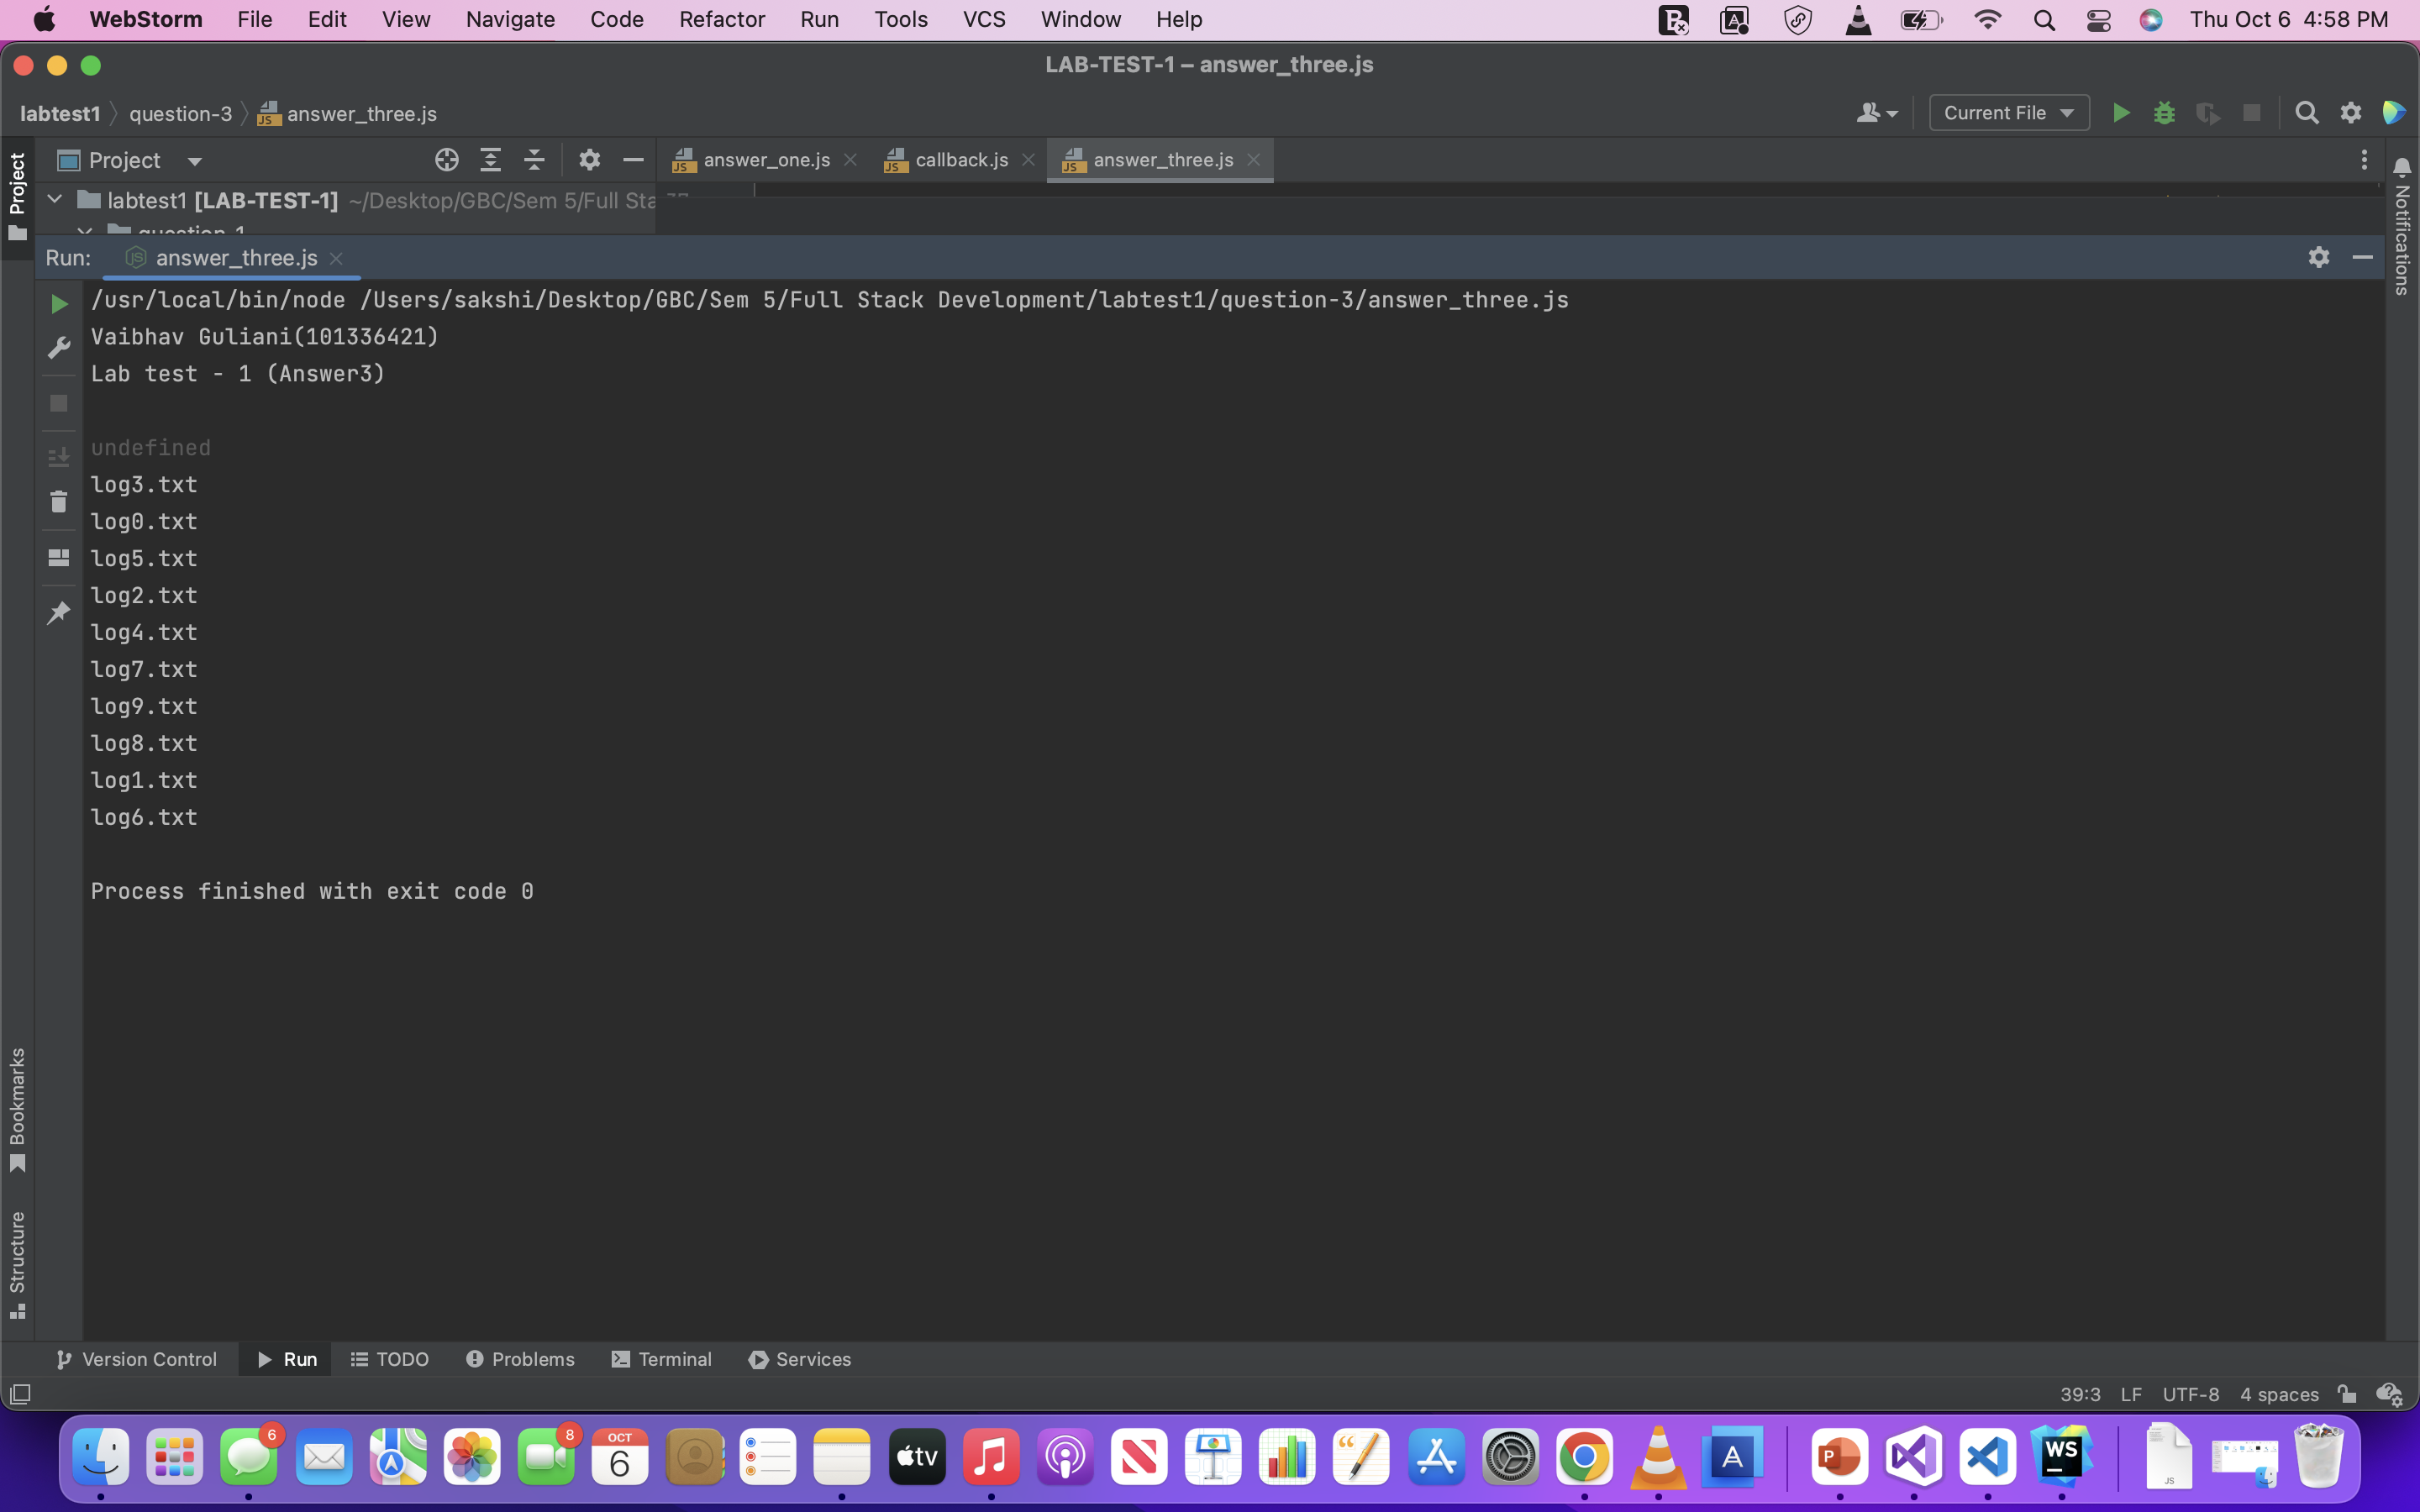 WebStorm File Edit View Navigate Code Refactor Run Tools VCS Window Help Thu Oct 6 4:58 PM
LAB-TEST-1 – answer_three.js
labtest1 question-3 answer_three.js Current File
Project answer_one.js callback.js answer_three.js
labtest1 [LAB-TEST-1] ~/Desktop/GBC/Sem 5/Full Sta
question-1
Run: answer_three.js
/usr/local/bin/node /Users/sakshi/Desktop/GBC/Sem 5/Full Stack Development/labtest1/question-3/answer_three.js
Vaibhav Guliani(101336421)
Lab test - 1 (Answer3)
undefined
log3.txt
log0.txt
log5.txt
log2.txt
log4.txt
log7.txt
log9.txt
log8.txt
log1.txt
log6.txt
Process finished with exit code 0
Project
Bookmarks
Structure
Notifications
Version Control Run TODO Problems Terminal Services
39:3 LF UTF-8 4 spaces
6 8 OCT 6 tv A P WS JS